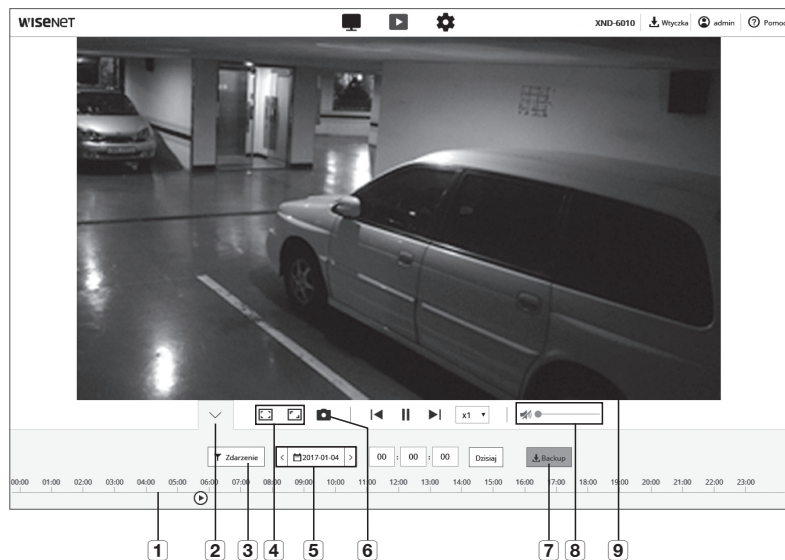 WISENET XND-6010 Wtyczka admin Pomoc
x1
Zdarzenie 2017-01-04 00 : 00 : 00 Dzisiaj Backup
00:00 01:00 02:00 03:00 04:00 05:00 06:00 07:00 08:00 09:00 10:00 11:00 12:00 13:00 14:00 15:00 16:00 17:00 18:00 19:00 20:00 21:00 22:00 23:00
1 2 3 4 5 6 7 8 9